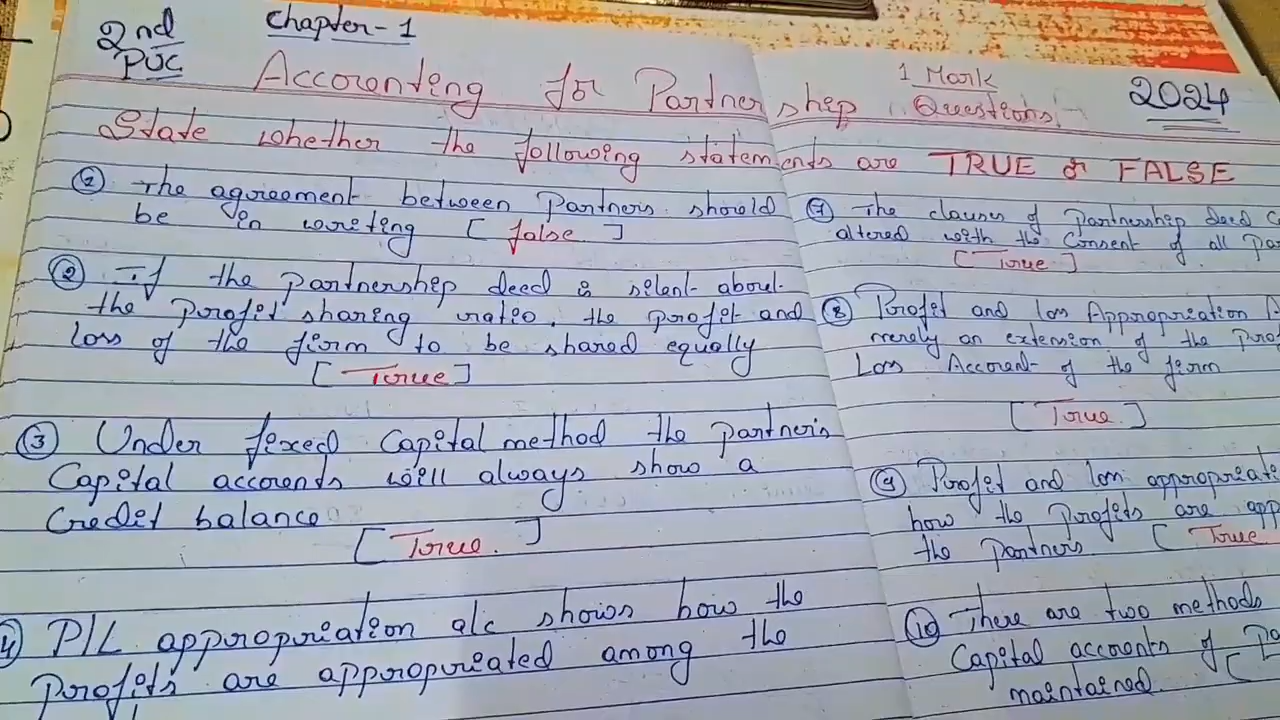 2nd
PUC
Chapter-1
Accounting for Partnership
1 Mark
Questions
2024
State whether the following statements are TRUE or FALSE
① The agreement between Partners should
be in writing [ false ]
② If the Partnership deed is silent about
the Profit sharing ratio, the profit and
loss of the firm to be shared equally
[ True ]
③ Under fixed Capital method the partner's
Capital accounts will always show a
Credit balance
[ True. ]
④ P/L appropriation a/c shows how the
Profits are appropriated among the
⑦ The clauses of Partnership deed
altered with the Consent of all
[ True ]
⑧ Profit and loss Appropriation
merely an extension of the
Loss Account of the firm
[ True ]
⑨ Profit and loss
how the Profits are
the Partners [ True
⑩ There are two methods
Capital accounts of
maintained. [